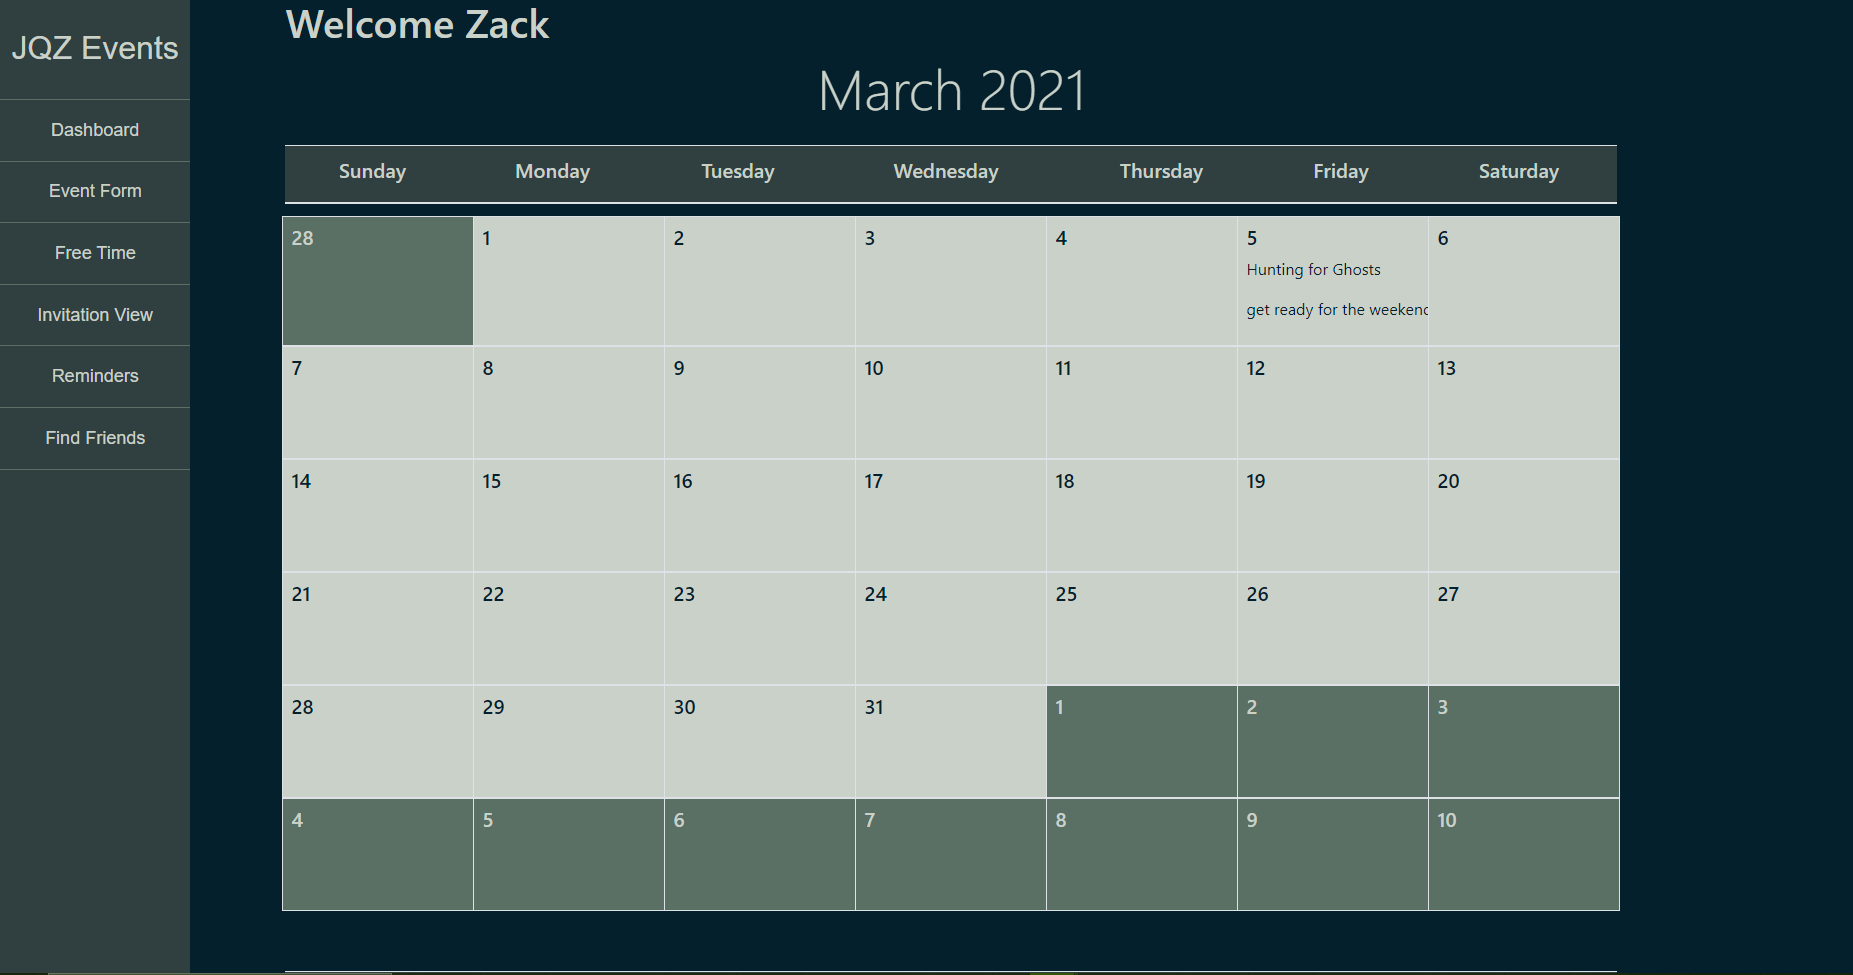 JQZ Events
Dashboard
Event Form
Free Time
Invitation View
Reminders
Find Friends
Welcome Zack
March 2021
Sunday Monday Tuesday Wednesday Thursday Friday Saturday
28 1 2 3 4 5 6
Hunting for Ghosts
get ready for the
7 8 9 10 11 12 13
14 15 16 17 18 19 20
21 22 23 24 25 26 27
28 29 30 31 1 2 3
4 5 6 7 8 9 10